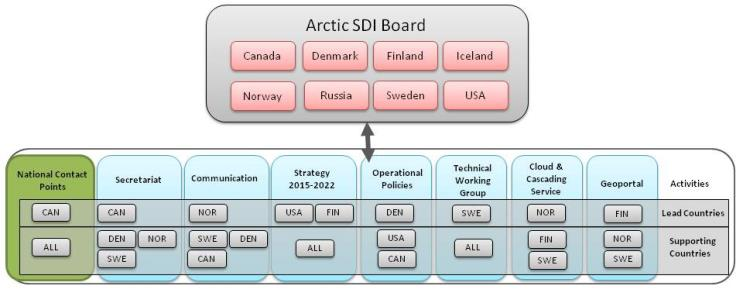 Arctic SDI Board
Canada Denmark Finland Iceland
Norway Russia Sweden USA
National Contact
Points
Secretariat
Communication
Strategy
2015-2022
Operational
Policies
Technical
Working
Group
Cloud &
Cascading
Service
Geoportal
Activities
CAN CAN NOR USA FIN DEN SWE NOR FIN Lead Countries
ALL
DEN NOR
SWE
SWE DEN
CAN
ALL
USA
CAN
ALL
FIN
SWE
NOR
SWE
Supporting
Countries